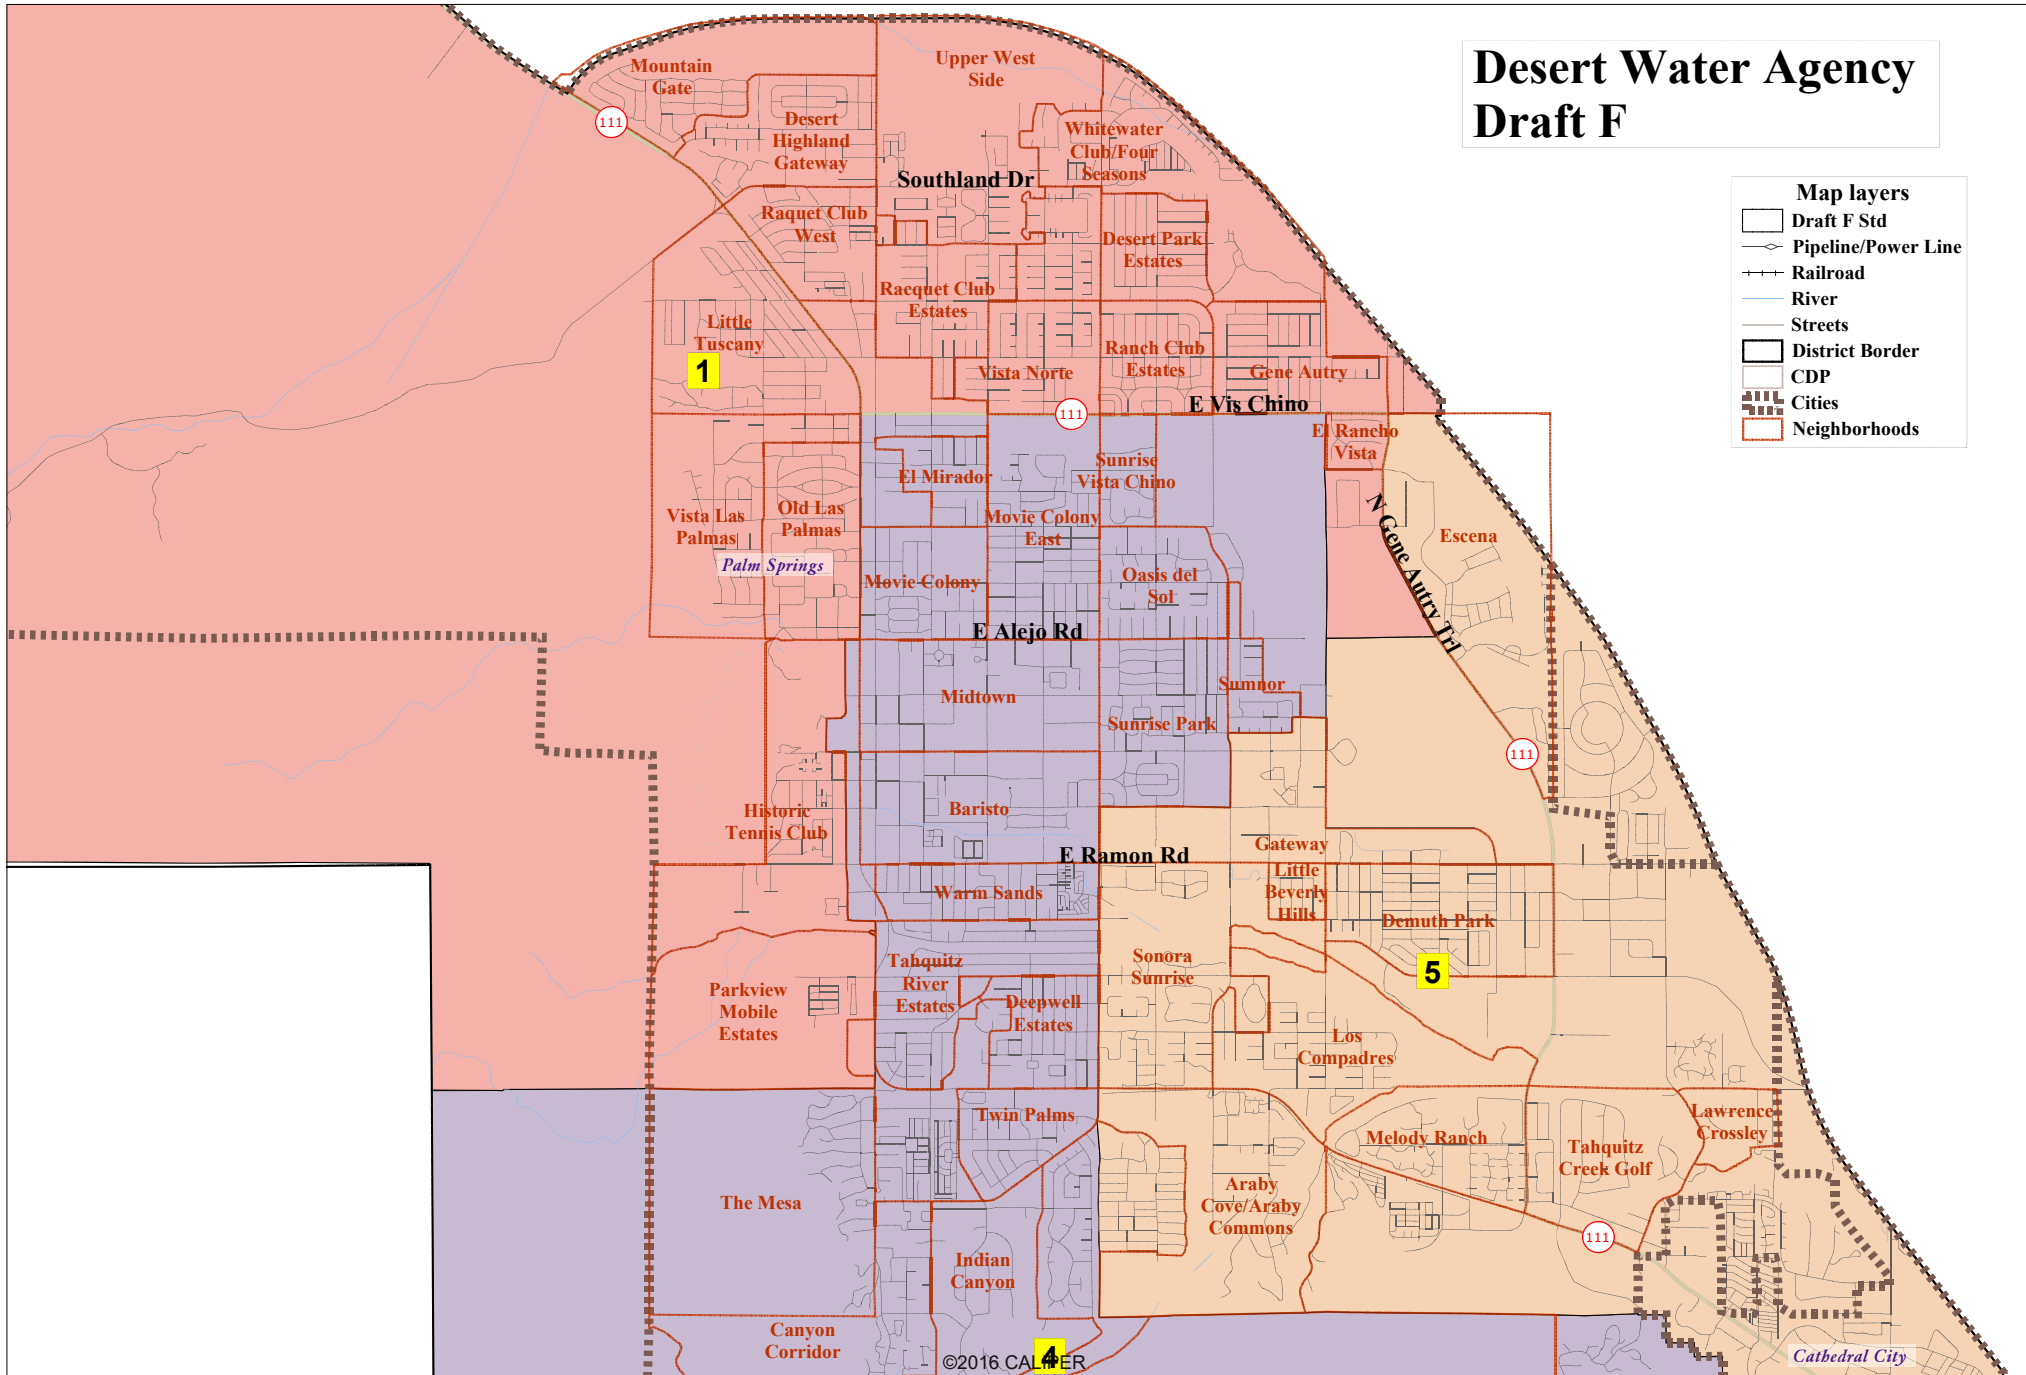 Desert Water Agency
Draft F
Map layers
Draft F Std
Pipeline/Power Line
Railroad
River
Streets
District Border
CDP
Cities
Neighborhoods
Mountain
Gate
Upper West
Side
111
Desert
Highland
Gateway
Whitewater
Club/Four
Seasons
Southland Dr
Raquet Club
West
Desert Park
Estates
Racquet Club
Estates
Little
Tuscany
1
Ranch Club
Estates
Vista Norte
Gene Autry
E Vis Chino
111
El Rancho
Vista
El Mirador
Sunrise
Vista Chino
Vista Las
Palmas
Old Las
Palmas
Movie Colony
East
N Gene Autry Trl
Escena
Palm Springs
Movie Colony
Oasis del
Sol
E Alejo Rd
Midtown
Sumnor
Sunrise Park
111
Historic
Tennis Club
Baristo
Gateway
E Ramon Rd
Little
Beverly
Hills
Warm Sands
Demuth Park
Tahquitz
River
Estates
Sonora
Sunrise
5
Parkview
Mobile
Estates
Deepwell
Estates
Los
Compadres
Twin Palms
Melody Ranch
Lawrence
Crossley
Tahquitz
Creek Golf
The Mesa
Araby
Cove/Araby
Commons
111
Indian
Canyon
Canyon
Corridor
4
©2016 CALIPER
Cathedral City